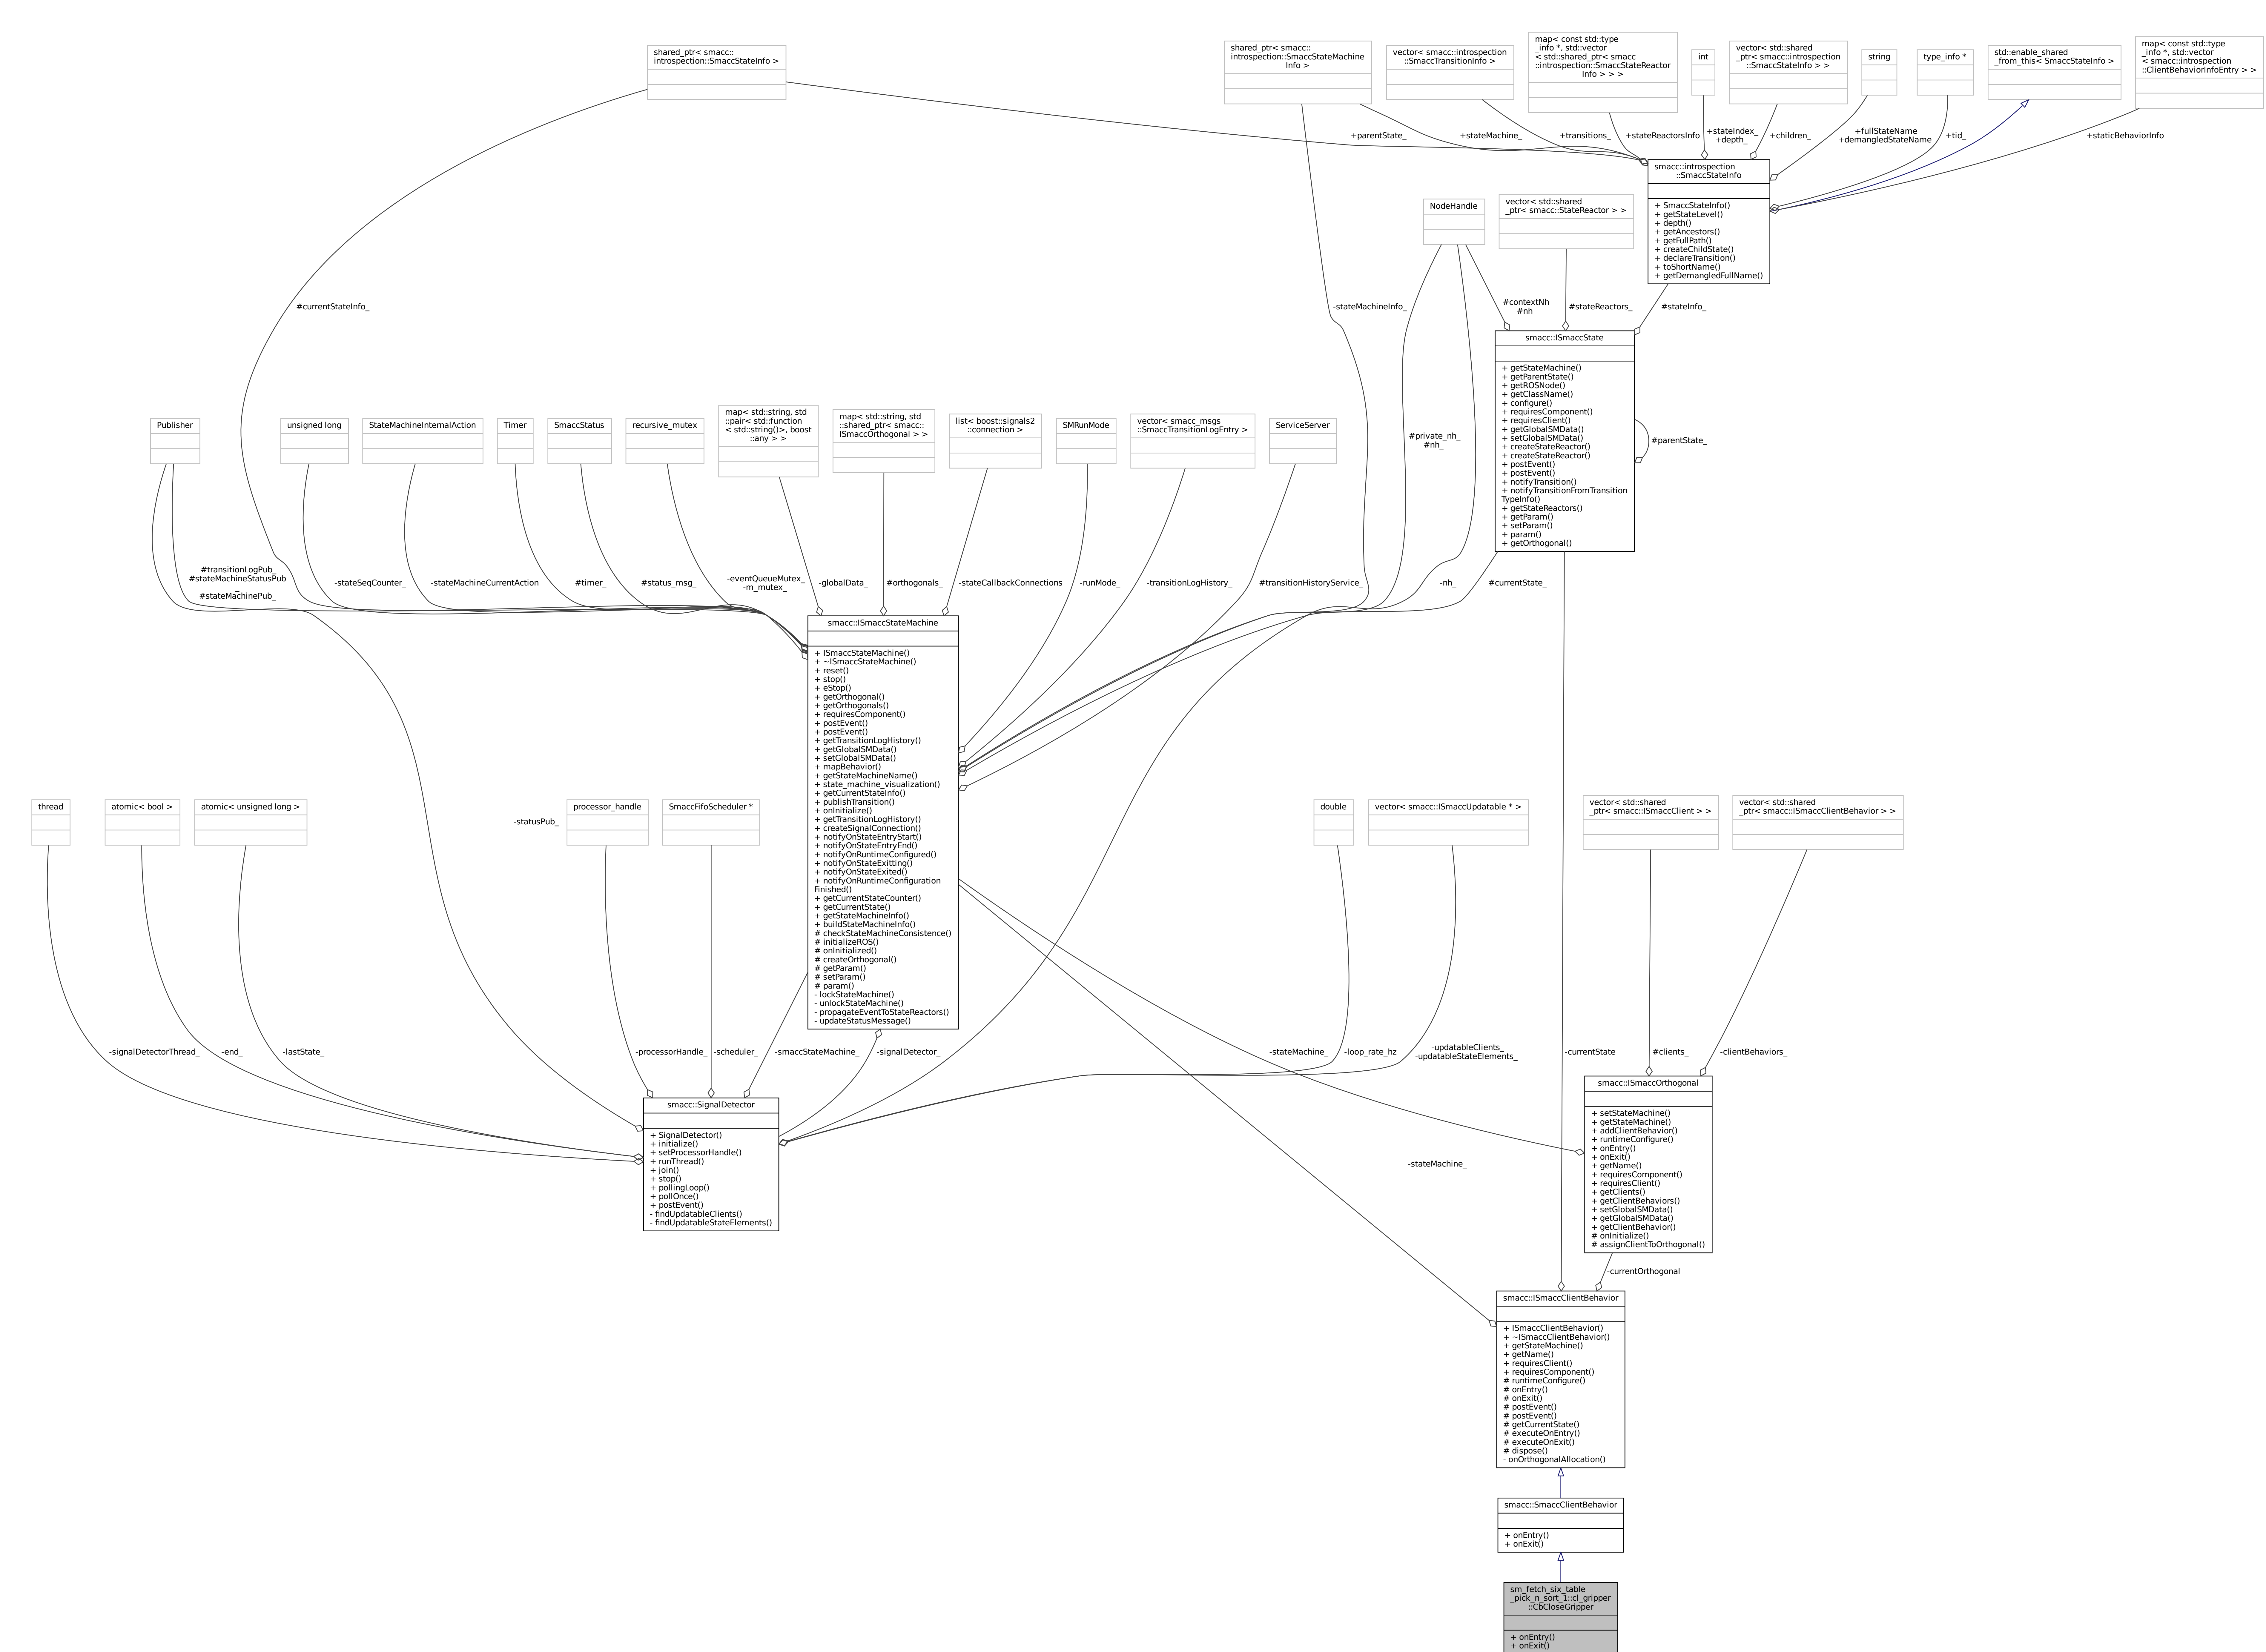 shared_ptr< smacc::
introspection::SmaccStateInfo >
shared_ptr< smacc::
introspection::SmaccStateMachine
Info >
vector< smacc::introspection
::SmaccTransitionInfo >
map< const std::type
_info *, std::vector
< std::shared_ptr< smacc
::introspection::SmaccStateReactor
Info > > >
int
vector< std::shared
_ptr< smacc::introspection
::SmaccStateInfo > >
string
type_info *
std::enable_shared
_from_this< SmaccStateInfo >
map< const std::type
_info *, std::vector
< smacc::introspection
::ClientBehaviorInfoEntry > >
+parentState_
+stateMachine_
+transitions_
+stateReactorsInfo
+stateIndex_
+depth_
+children_
+fullStateName
+demangledStateName
+tid_
+staticBehaviorInfo
smacc::introspection
::SmaccStateInfo
+ SmaccStateInfo()
+ getStateLevel()
+ depth()
+ getAncestors()
+ getFullPath()
+ createChildState()
+ declareTransition()
+ toShortName()
+ getDemangledFullName()
NodeHandle
vector< std::shared
_ptr< smacc::StateReactor > >
#currentStateInfo_
-stateMachineInfo_
#contextNh
#nh
#stateReactors_
#stateInfo_
smacc::ISmaccState
+ getStateMachine()
+ getParentState()
+ getROSNode()
+ getClassName()
+ configure()
+ requiresComponent()
+ requiresClient()
+ getGlobalSMData()
+ setGlobalSMData()
+ createStateReactor()
+ createStateReactor()
+ postEvent()
+ postEvent()
+ notifyTransition()
+ notifyTransitionFromTransition
TypeInfo()
+ getStateReactors()
+ getParam()
+ setParam()
+ param()
+ getOrthogonal()
#parentState_
#private_nh_
#nh_
Publisher
unsigned long
StateMachineInternalAction
Timer
SmaccStatus
recursive_mutex
map< std::string, std
::pair< std::function
< std::string()>, boost
::any > >
map< std::string, std
::shared_ptr< smacc::
ISmaccOrthogonal > >
list< boost::signals2
::connection >
SMRunMode
vector< smacc_msgs
::SmaccTransitionLogEntry >
ServiceServer
#transitionLogPub_
#stateMachineStatusPub
_
#stateMachinePub_
-stateSeqCounter_
-stateMachineCurrentAction
#timer_
#status_msg_
-eventQueueMutex_
-m_mutex_
-globalData_
#orthogonals_
-stateCallbackConnections
-runMode_
-transitionLogHistory_
#transitionHistoryService_
-nh_
#currentState_
smacc::ISmaccStateMachine
+ ISmaccStateMachine()
+ ~ISmaccStateMachine()
+ reset()
+ stop()
+ eStop()
+ getOrthogonal()
+ getOrthogonals()
+ requiresComponent()
+ postEvent()
+ postEvent()
+ getTransitionLogHistory()
+ getGlobalSMData()
+ setGlobalSMData()
+ mapBehavior()
+ getStateMachineName()
+ state_machine_visualization()
+ getCurrentStateInfo()
+ publishTransition()
+ onInitialize()
+ getTransitionLogHistory()
+ createSignalConnection()
+ notifyOnStateEntryStart()
+ notifyOnStateEntryEnd()
+ notifyOnRuntimeConfigured()
+ notifyOnStateExitting()
+ notifyOnStateExited()
+ notifyOnRuntimeConfiguration
Finished()
+ getCurrentStateCounter()
+ getCurrentState()
+ getStateMachineInfo()
+ buildStateMachineInfo()
# checkStateMachineConsistence()
# initializeROS()
# onInitialized()
# createOrthogonal()
# getParam()
# setParam()
# param()
- lockStateMachine()
- unlockStateMachine()
- propagateEventToStateReactors()
- updateStatusMessage()
thread
atomic< bool >
atomic< unsigned long >
-statusPub_
processor_handle
SmaccFifoScheduler *
double
vector< smacc::ISmaccUpdatable * >
vector< std::shared
_ptr< smacc::ISmaccClient > >
vector< std::shared
_ptr< smacc::ISmaccClientBehavior > >
-signalDetectorThread_
-end_
-lastState_
-processorHandle_
-scheduler_
-smaccStateMachine_
-signalDetector_
-stateMachine_
-loop_rate_hz
-updatableClients_
-updatableStateElements_
-currentState
#clients_
-clientBehaviors_
smacc::SignalDetector
+ SignalDetector()
+ initialize()
+ setProcessorHandle()
+ runThread()
+ join()
+ stop()
+ pollingLoop()
+ pollOnce()
+ postEvent()
- findUpdatableClients()
- findUpdatableStateElements()
smacc::ISmaccOrthogonal
+ setStateMachine()
+ getStateMachine()
+ addClientBehavior()
+ runtimeConfigure()
+ onEntry()
+ onExit()
+ getName()
+ requiresComponent()
+ requiresClient()
+ getClients()
+ getClientBehaviors()
+ setGlobalSMData()
+ getGlobalSMData()
+ getClientBehavior()
# onInitialize()
# assignClientToOrthogonal()
-stateMachine_
-currentOrthogonal
smacc::ISmaccClientBehavior
+ ISmaccClientBehavior()
+ ~ISmaccClientBehavior()
+ getStateMachine()
+ getName()
+ requiresClient()
+ requiresComponent()
# runtimeConfigure()
# onEntry()
# onExit()
# postEvent()
# postEvent()
# getCurrentState()
# executeOnEntry()
# executeOnExit()
# dispose()
- onOrthogonalAllocation()
smacc::SmaccClientBehavior
+ onEntry()
+ onExit()
sm_fetch_six_table
_pick_n_sort_1::cl_gripper
::CbCloseGripper
+ onEntry()
+ onExit()